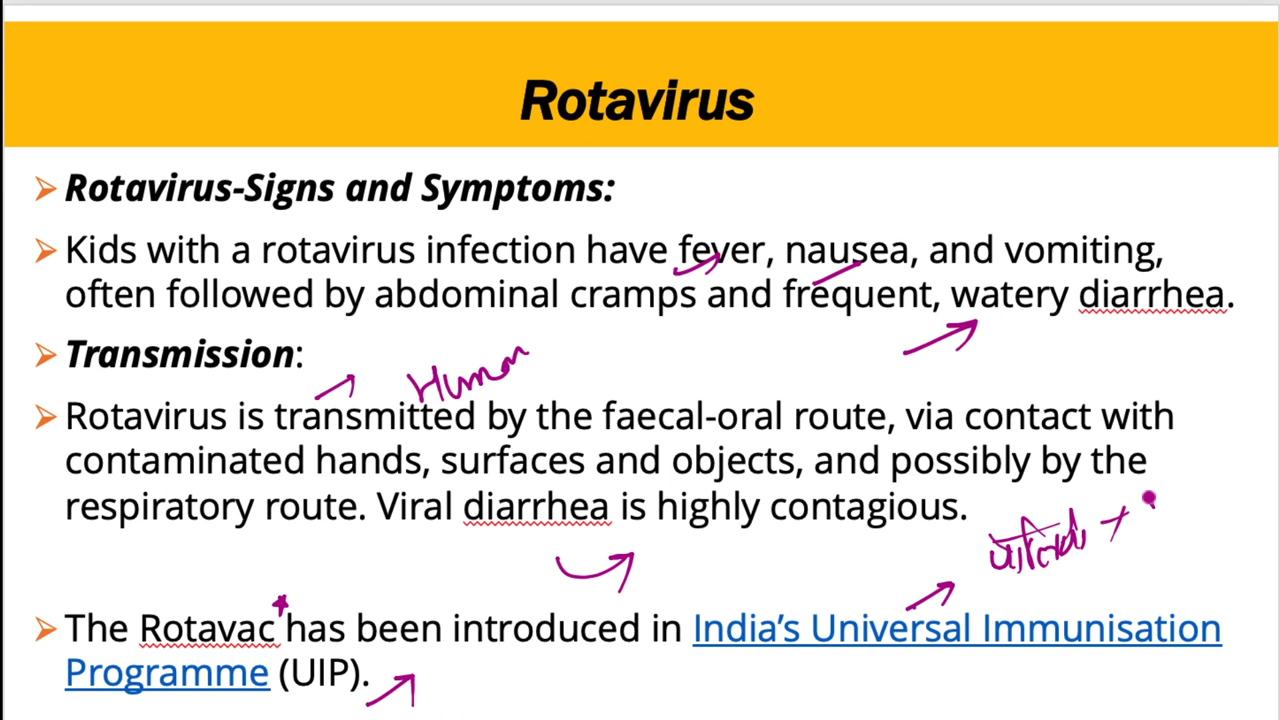 Rotavirus
➢ Rotavirus-Signs and Symptoms:
➢ Kids with a rotavirus infection have fever, nausea, and vomiting,
often followed by abdominal cramps and frequent, watery diarrhea.
➢ Transmission:
Human
➢ Rotavirus is transmitted by the faecal-oral route, via contact with
contaminated hands, surfaces and objects, and possibly by the
respiratory route. Viral diarrhea is highly contagious.
➢ The Rotavac has been introduced in India’s Universal Immunisation
Programme (UIP).